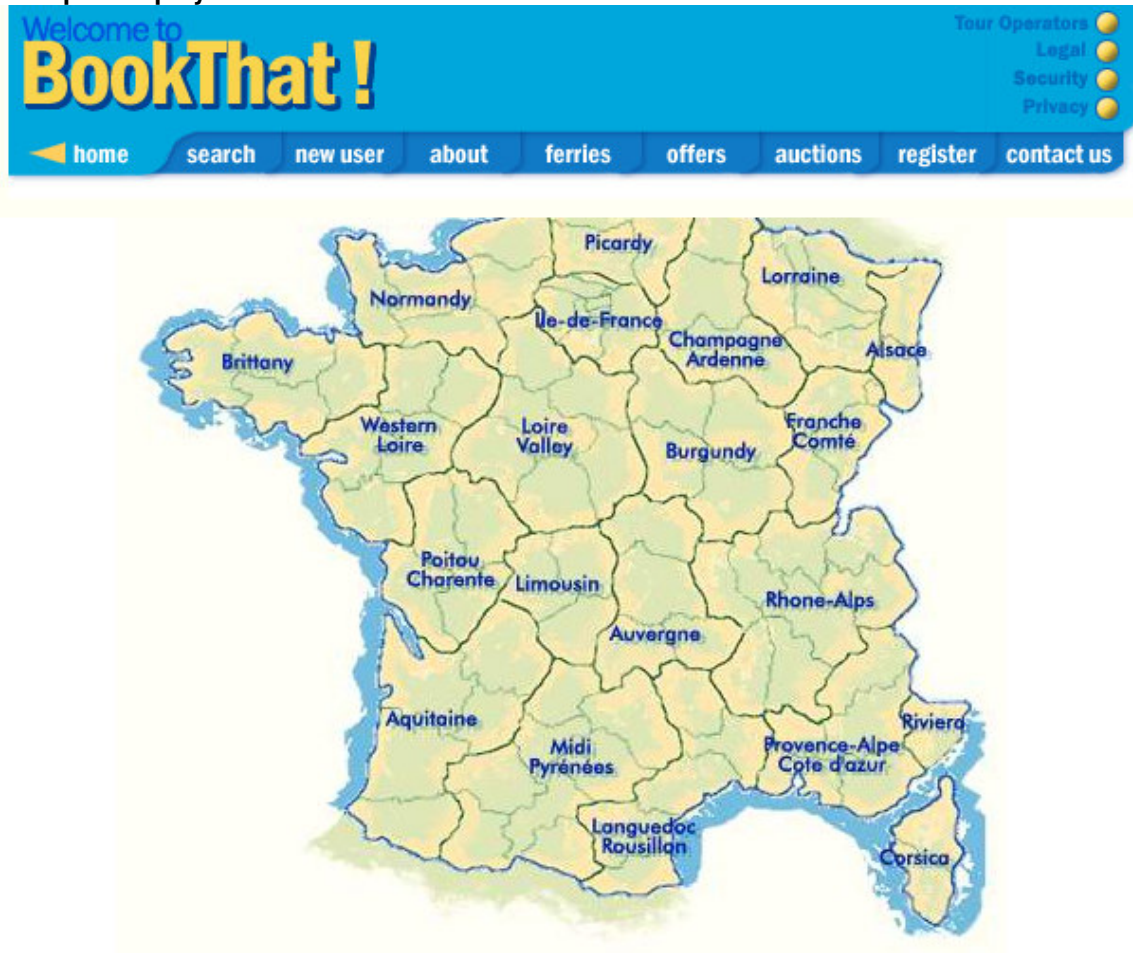 Welcome to
BookThat !
Tour Operators
Legal
Security
Privacy
home search new user about ferries offers auctions register contact us
Picardy
Lorraine
Normandy
Ile-de-France
Champagne
Ardenne
Alsace
Brittany
Western
Loire
Loire
Valley
Burgundy
Franche
Comté
Poitou
Charente
Limousin
Rhone-Alps
Auvergne
Aquitaine
Midi
Pyrénées
Riviera
Provence-Alpe
Cote d'azur
Languedoc
Rousillon
Corsica